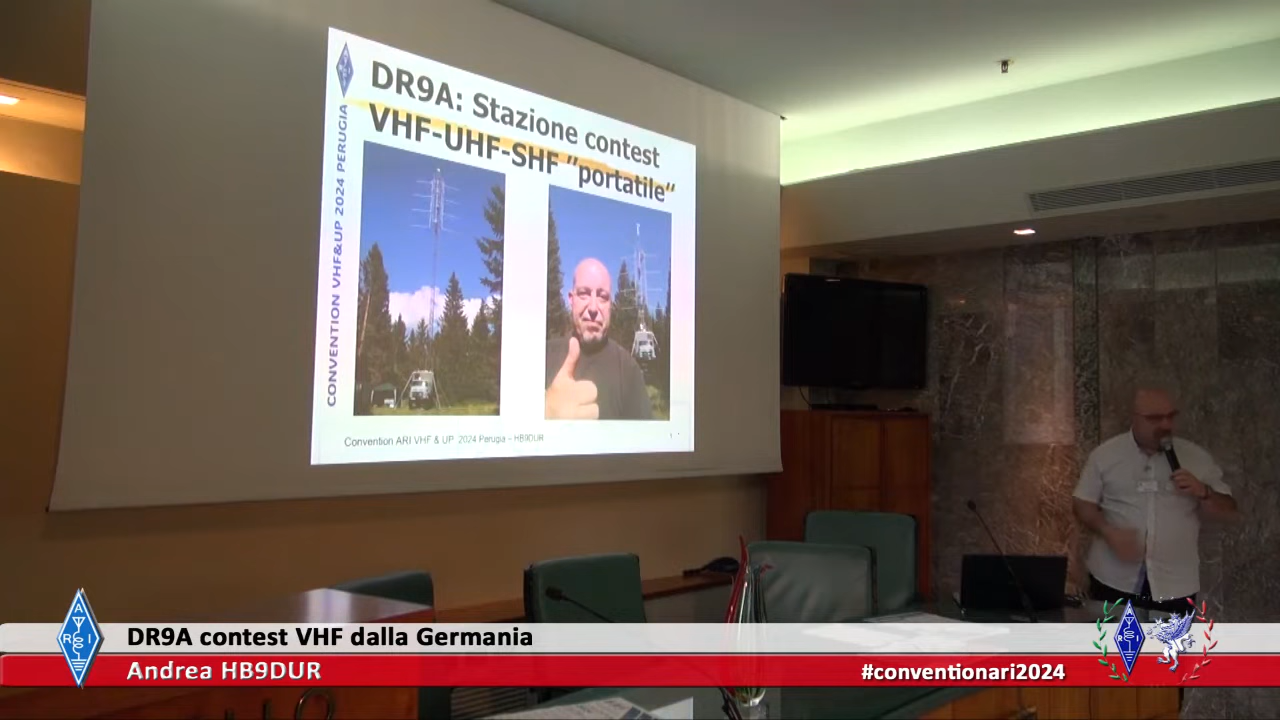 DR9A: Stazione contest
VHF-UHF-SHF "portatile"
CONVENTION VHF&UP 2024 PERUGIA
Convention ARI VHF & UP 2024 Perugia – HB9DUR
DR9A contest VHF dalla Germania
Andrea HB9DUR
#conventionari2024
A
R I
A
R I